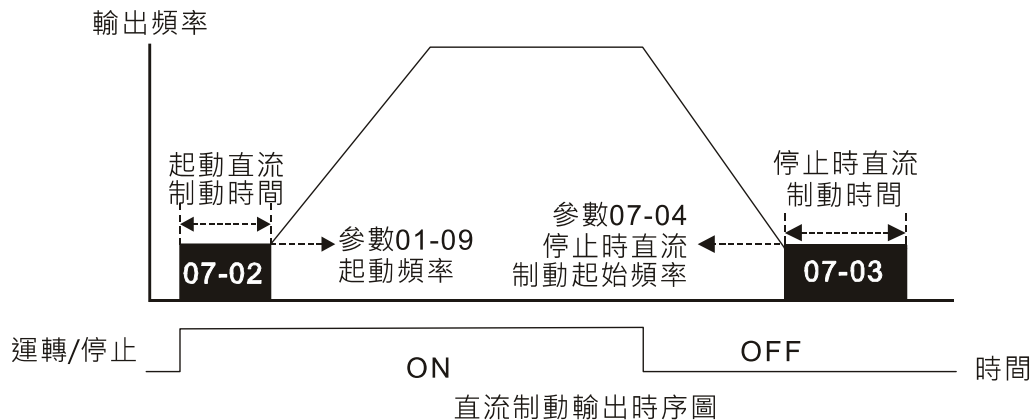 輸出頻率
起動直流
制動時間
停止時直流
制動時間
參數01-09
起動頻率
參數07-04
停止時直流
制動起始頻率
07-02
07-03
運轉/停止
ON
OFF
時間
直流制動輸出時序圖